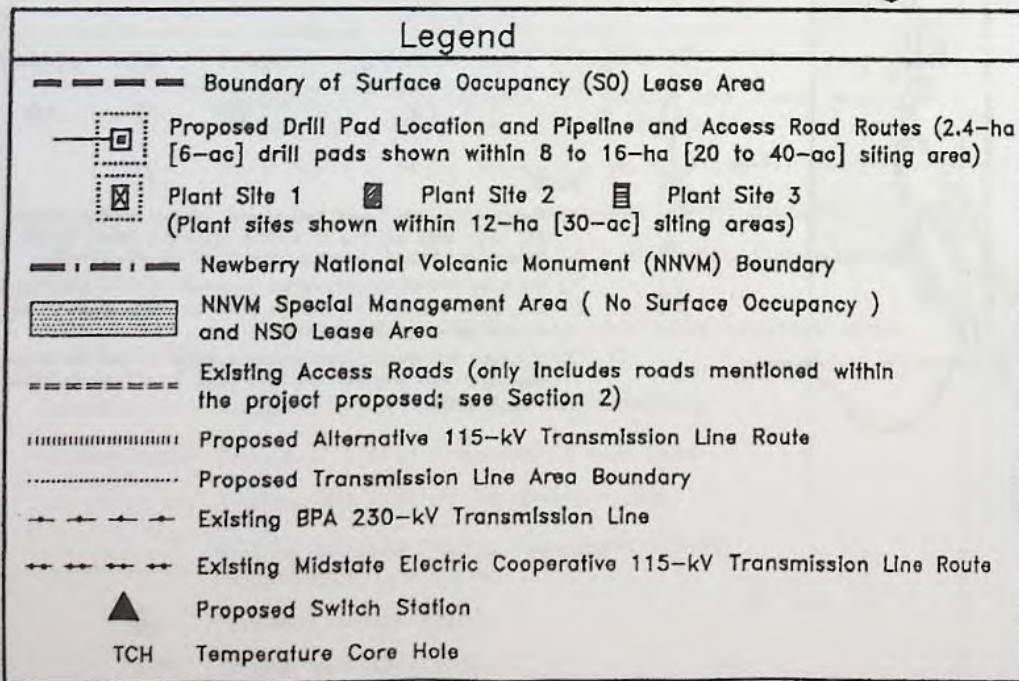 Legend
Boundary of Surface Occupancy (SO) Lease Area
Proposed Drill Pad Location and Pipeline and Access Road Routes (2.4-ha
[6-ac] drill pads shown within 8 to 16-ha [20 to 40-ac] siting area)
Plant Site 1 Plant Site 2 Plant Site 3
(Plant sites shown within 12-ha [30-ac] siting areas)
Newberry National Volcanic Monument (NNVM) Boundary
NNVM Special Management Area ( No Surface Occupancy )
and NSO Lease Area
Existing Access Roads (only includes roads mentioned within
the project proposed; see Section 2)
Proposed Alternative 115-kV Transmission Line Route
Proposed Transmission Line Area Boundary
Existing BPA 230-kV Transmission Line
Existing Midstate Electric Cooperative 115-kV Transmission Line Route
Proposed Switch Station
TCH Temperature Core Hole